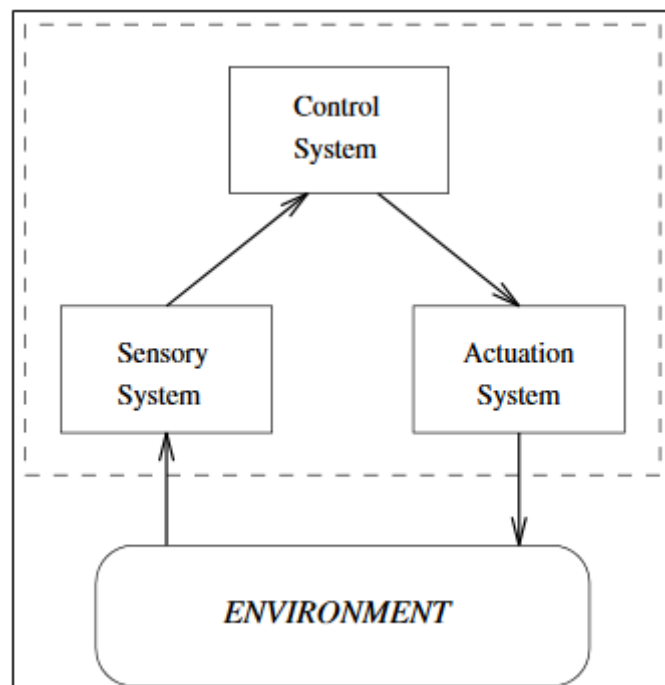 Control
System
Sensory
System
Actuation
System
ENVIRONMENT